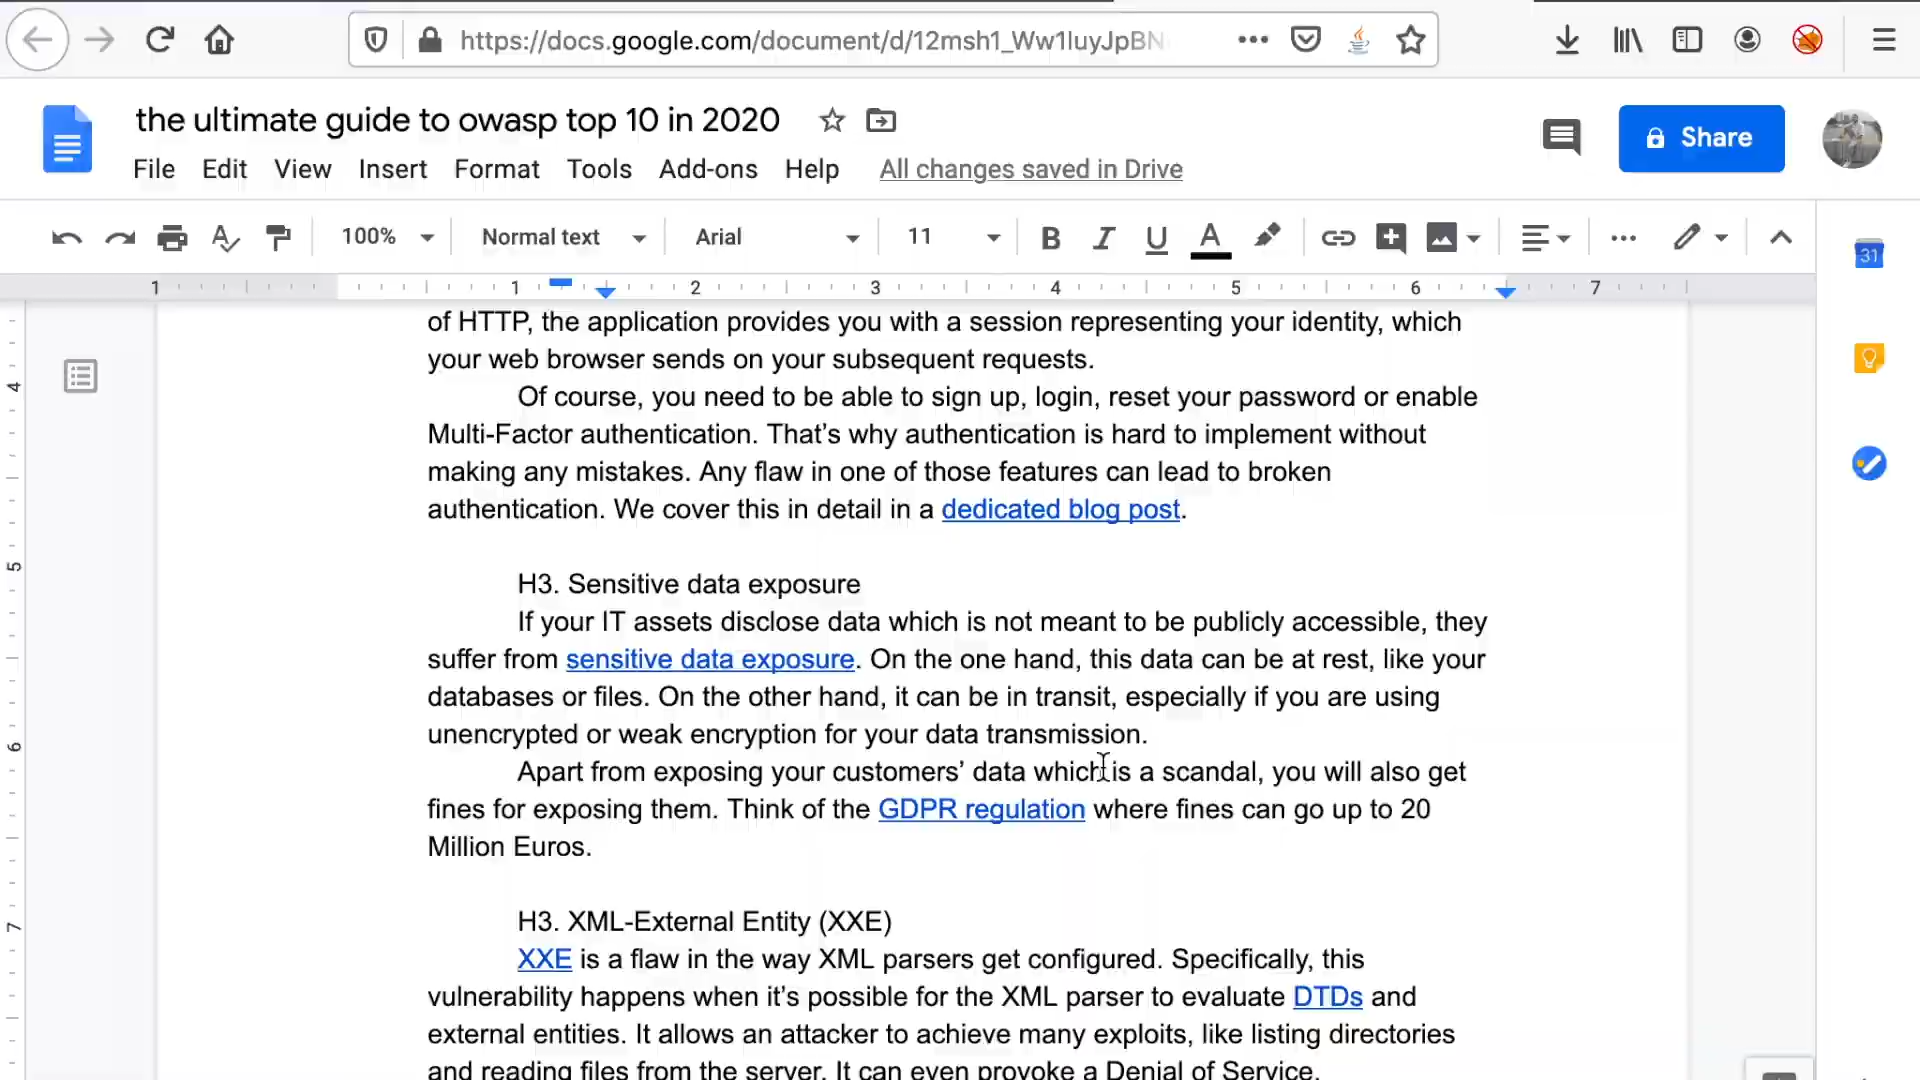 https://docs.google.com/document/d/12msh1_Ww1luyJpBN
the ultimate guide to owasp top 10 in 2020
Share
File Edit View Insert Format Tools Add-ons Help All changes saved in Drive
100% Normal text Arial 11 B I U A
31
1 1 2 3 4 5 6 7
of HTTP, the application provides you with a session representing your identity, which
your web browser sends on your subsequent requests.
4
Of course, you need to be able to sign up, login, reset your password or enable
Multi-Factor authentication. That’s why authentication is hard to implement without
making any mistakes. Any flaw in one of those features can lead to broken
authentication. We cover this in detail in a dedicated blog post.
5
H3. Sensitive data exposure
If your IT assets disclose data which is not meant to be publicly accessible, they
suffer from sensitive data exposure. On the one hand, this data can be at rest, like your
databases or files. On the other hand, it can be in transit, especially if you are using
unencrypted or weak encryption for your data transmission.
6
Apart from exposing your customers’ data which is a scandal, you will also get
fines for exposing them. Think of the GDPR regulation where fines can go up to 20
Million Euros.
7
H3. XML-External Entity (XXE)
XXE is a flaw in the way XML parsers get configured. Specifically, this
vulnerability happens when it’s possible for the XML parser to evaluate DTDs and
external entities. It allows an attacker to achieve many exploits, like listing directories
and reading files from the server. It can even provoke a Denial of Service.